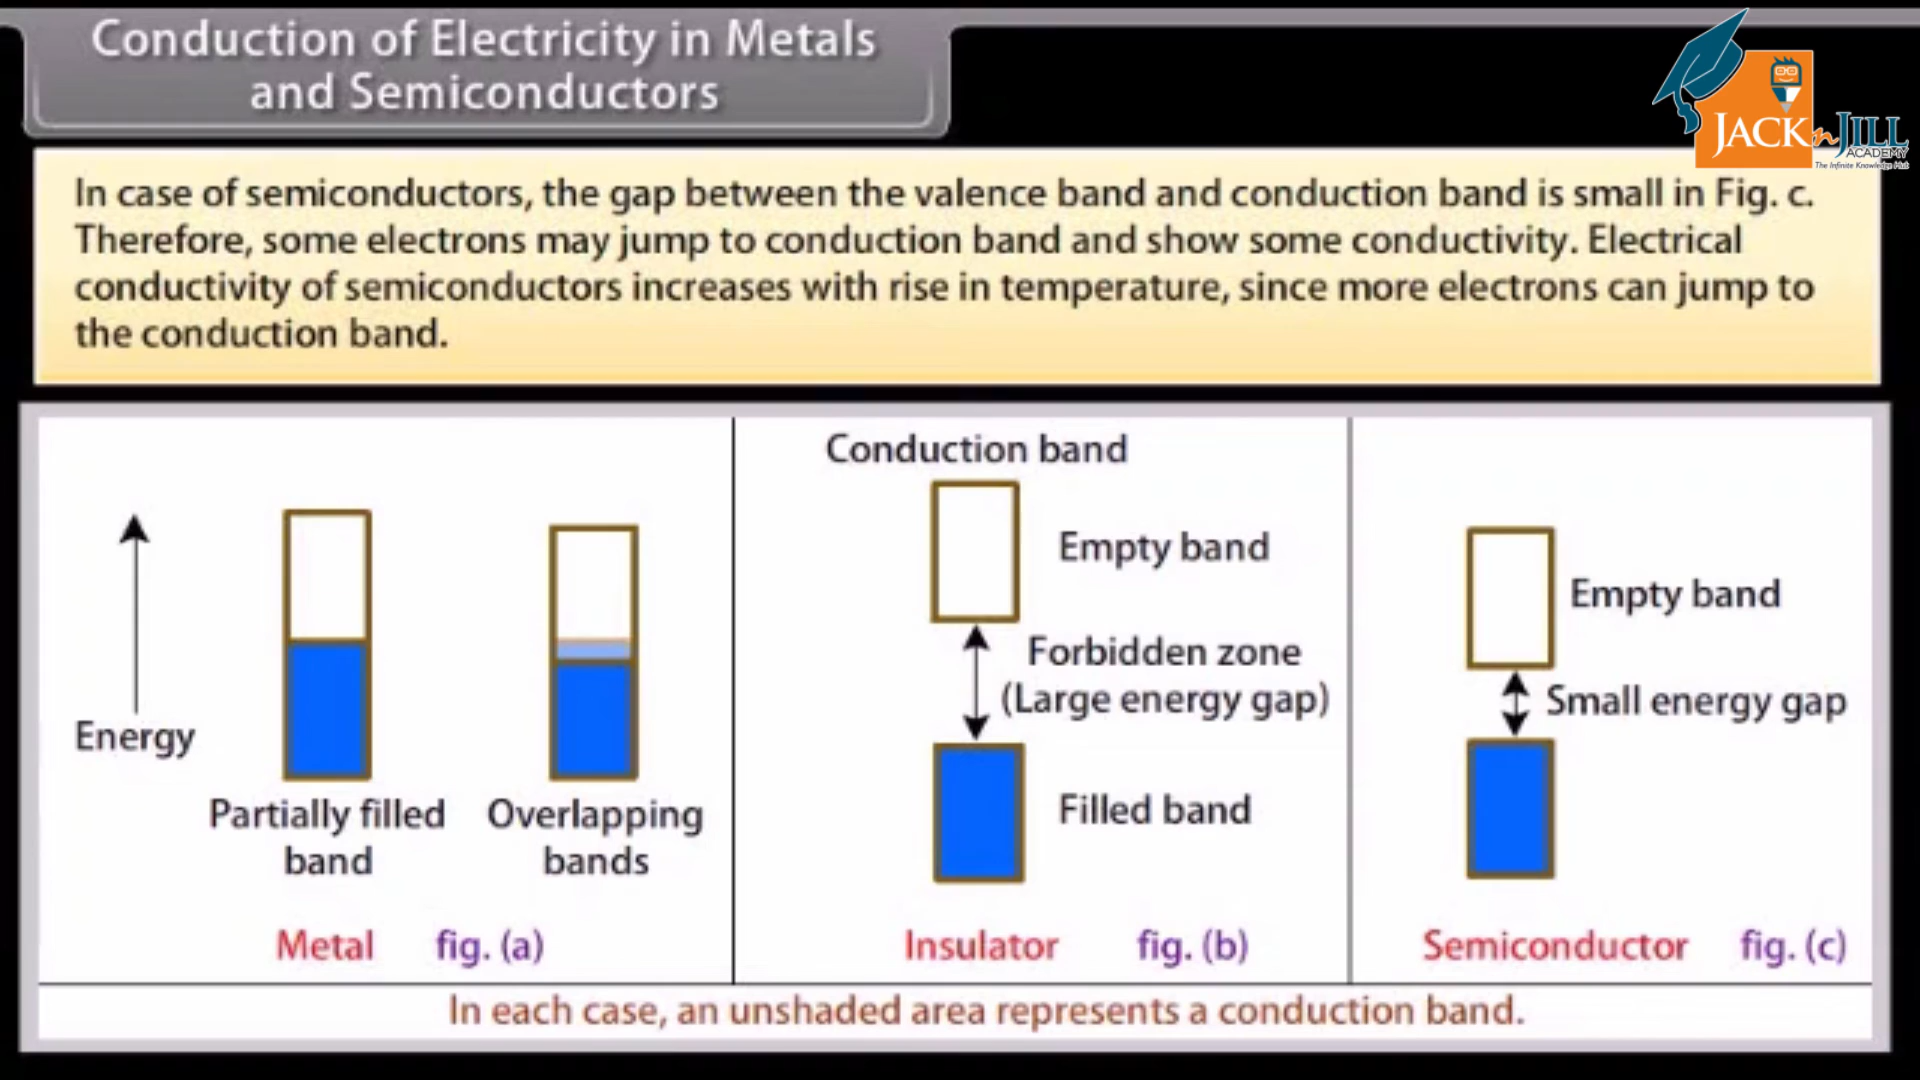 Conduction of Electricity in Metals
and Semiconductors
JACK n JILL
ACADEMY
The Infinite Knowledge Hub
In case of semiconductors, the gap between the valence band and conduction band is small in Fig. c.
Therefore, some electrons may jump to conduction band and show some conductivity. Electrical
conductivity of semiconductors increases with rise in temperature, since more electrons can jump to
the conduction band.
Energy
Partially filled
band
Overlapping
bands
Metal fig. (a)
Conduction band
Empty band
Forbidden zone
(Large energy gap)
Filled band
Insulator fig. (b)
Empty band
Small energy gap
Semiconductor fig. (c)
In each case, an unshaded area represents a conduction band.